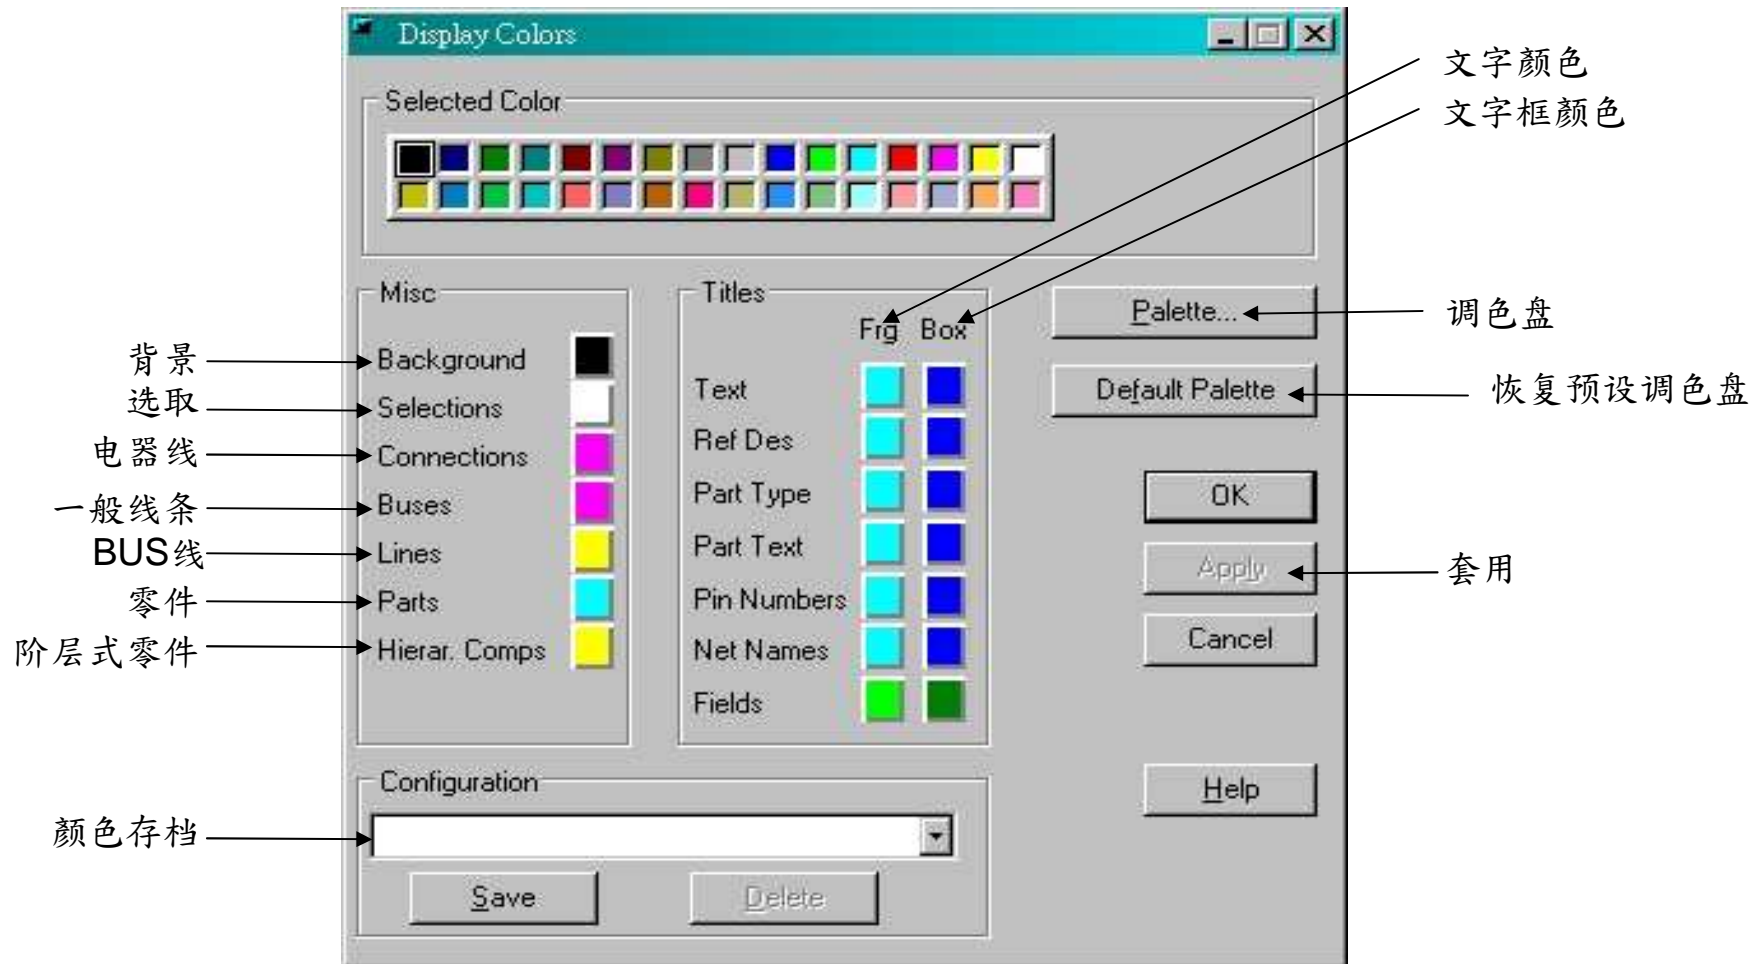 Display Colors
文字颜色
Selected Color
文字框颜色
Misc
Titles
Frg Box
Palette...
调色盘
背景
Background
Text
Default Palette
恢复预设调色盘
选取
Selections
Ref Des
电器线
Connections
Part Type
OK
一般线条
Buses
BUS线
Lines
Part Text
Apply
套用
零件
Parts
Pin Numbers
Cancel
阶层式零件
Hierar. Comps
Net Names
Fields
Configuration
Help
颜色存档
Save
Delete